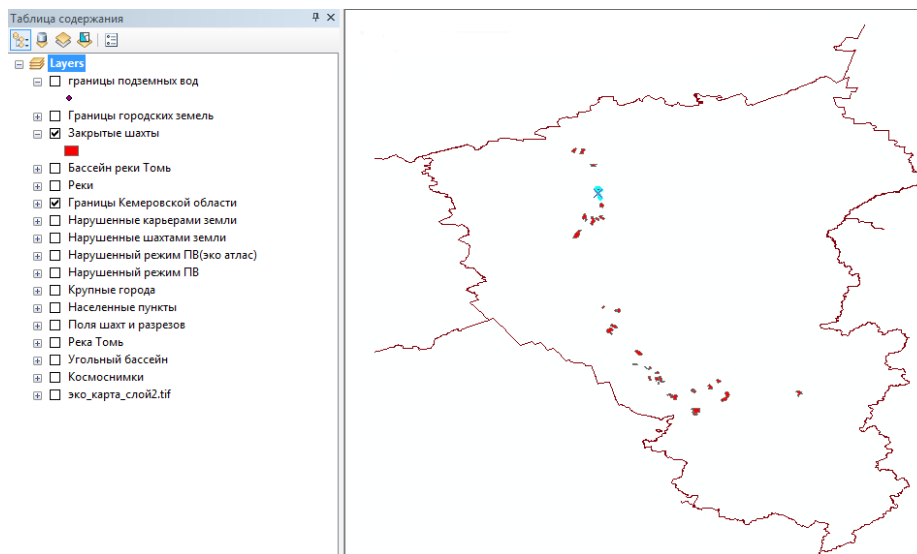 Таблица содержания
Layers
границы подземных вод
Границы городских земель
Закрытые шахты
Бассейн реки Томь
Реки
Границы Кемеровской области
Нарушенные карьерами земли
Нарушенные шахтами земли
Нарушенный режим ПВ(эко атлас)
Нарушенный режим ПВ
Крупные города
Населенные пункты
Поля шахт и разрезов
Река Томь
Угольный бассейн
Космоснимки
эко_карта_слой2.tif